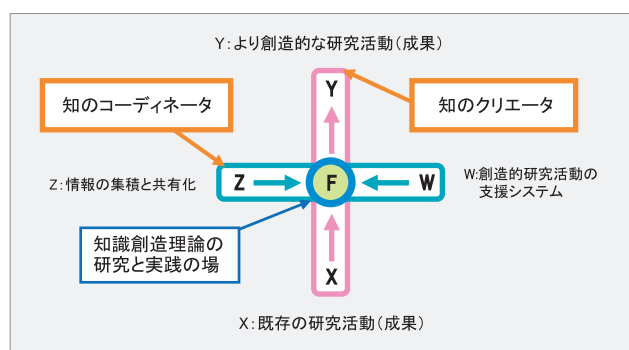 Y：より創造的な研究活動（成果）
知のコーディネータ
Y
知のクリエータ
Z：情報の集積と共有化
Z
F
W
W:創造的研究活動の
支援システム
知識創造理論の
研究と実践の場
X
X：既存の研究活動（成果）